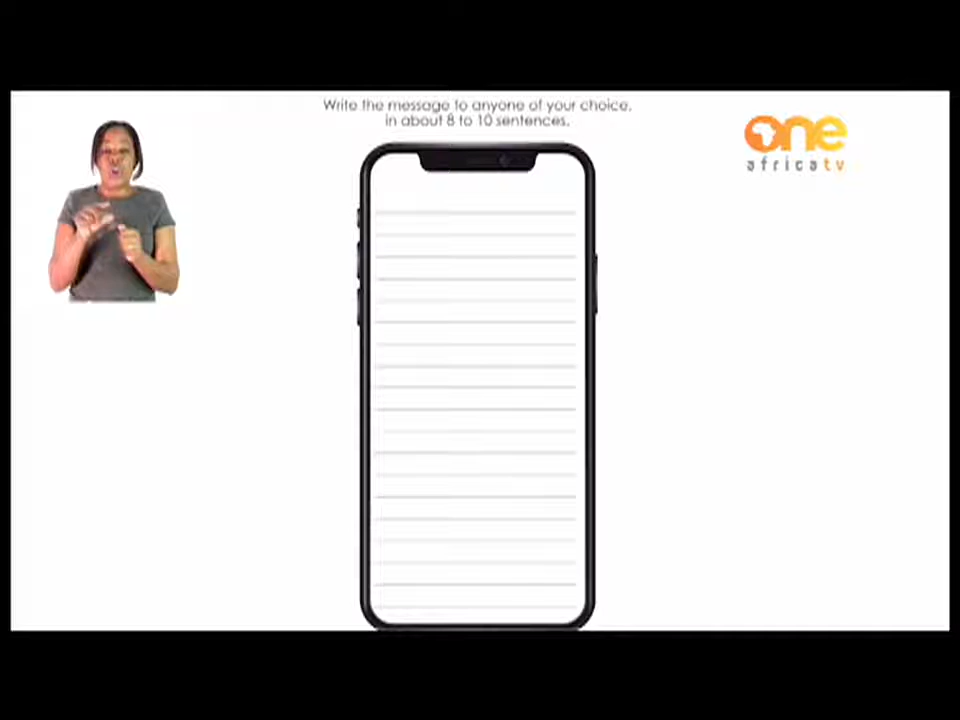 Write the message to anyone of your choice,
in about 8 to 10 sentences.
one
africa tv